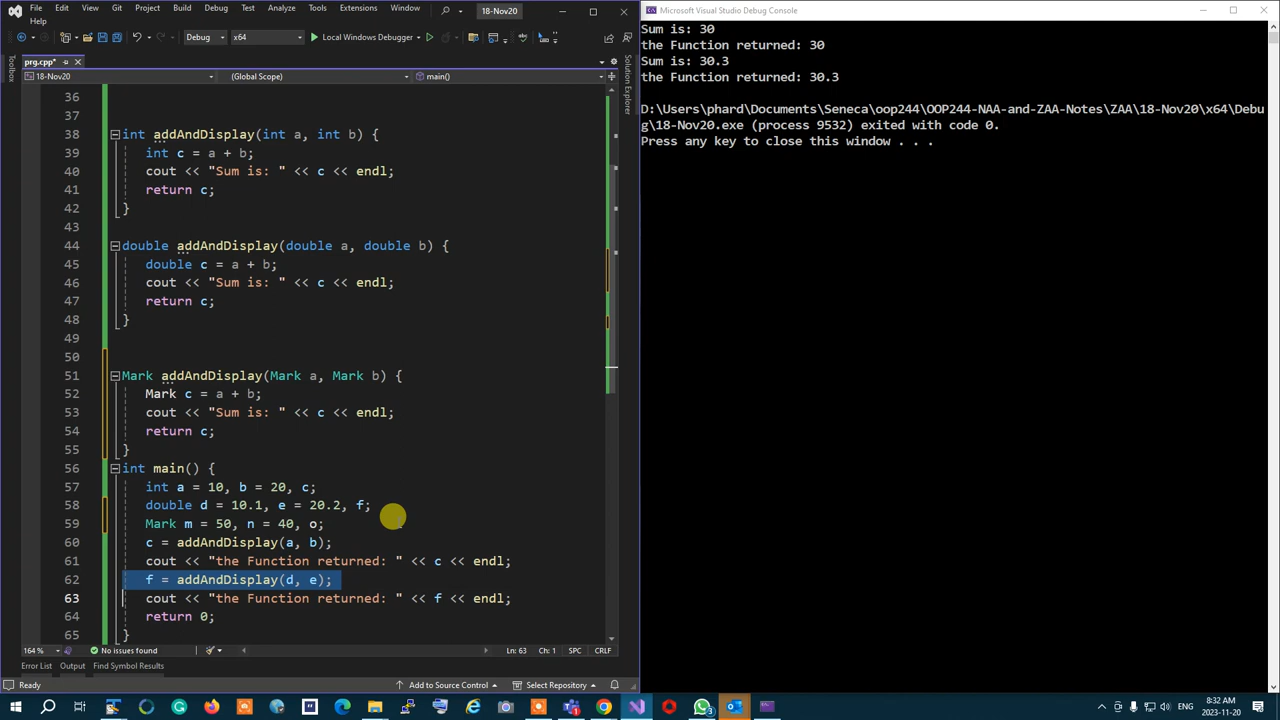 File Edit View Git Project Build Debug Test Analyze Tools Extensions Window
Help
18-Nov20
Debug x64 Local Windows Debugger
prg.cpp*
18-Nov20 (Global Scope) main()
Toolbox
Solution Explorer
36
37
38 int addAndDisplay(int a, int b) {
39 int c = a + b;
40 cout << "Sum is: " << c << endl;
41 return c;
42 }
43
44 double addAndDisplay(double a, double b) {
45 double c = a + b;
46 cout << "Sum is: " << c << endl;
47 return c;
48 }
49
50
51 Mark addAndDisplay(Mark a, Mark b) {
52 Mark c = a + b;
53 cout << "Sum is: " << c << endl;
54 return c;
55 }
56 int main() {
57 int a = 10, b = 20, c;
58 double d = 10.1, e = 20.2, f;
59 Mark m = 50, n = 40, o;
60 c = addAndDisplay(a, b);
61 cout << "the Function returned: " << c << endl;
62 f = addAndDisplay(d, e);
63 cout << "the Function returned: " << f << endl;
64 return 0;
65 }
164 % No issues found Ln: 63 Ch: 1 SPC CRLF
Error List Output Find Symbol Results
Ready Add to Source Control Select Repository
Microsoft Visual Studio Debug Console
Sum is: 30
the Function returned: 30
Sum is: 30.3
the Function returned: 30.3
D:\Users\phard\Documents\Seneca\oop244\OOP244-NAA-and-ZAA-Notes\ZAA\18-Nov20\x64\Debu
g\18-Nov20.exe (process 9532) exited with code 0.
Press any key to close this window . . .
ENG
8:32 AM
2023-11-20